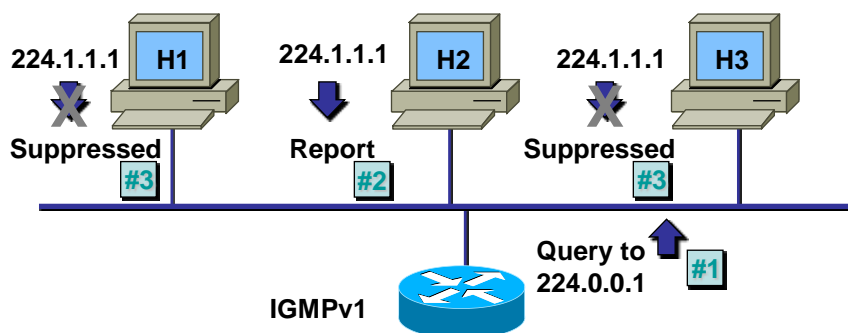 224.1.1.1
H1
224.1.1.1
H2
224.1.1.1
H3
X
X
Suppressed
Report
Suppressed
#3
#2
#3
Query to
224.0.0.1
#1
IGMPv1